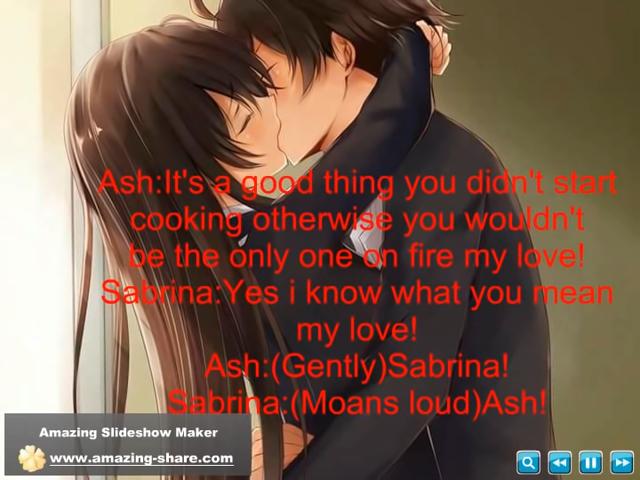 Ash:It's a good thing you didn't start
cooking otherwise you wouldn't
be the only one on fire my love!
Sabrina:Yes i know what you mean
my love!
Ash:(Gently)Sabrina!
Sabrina:(Moans loud)Ash!
Amazing Slideshow Maker
www.amazing-share.com